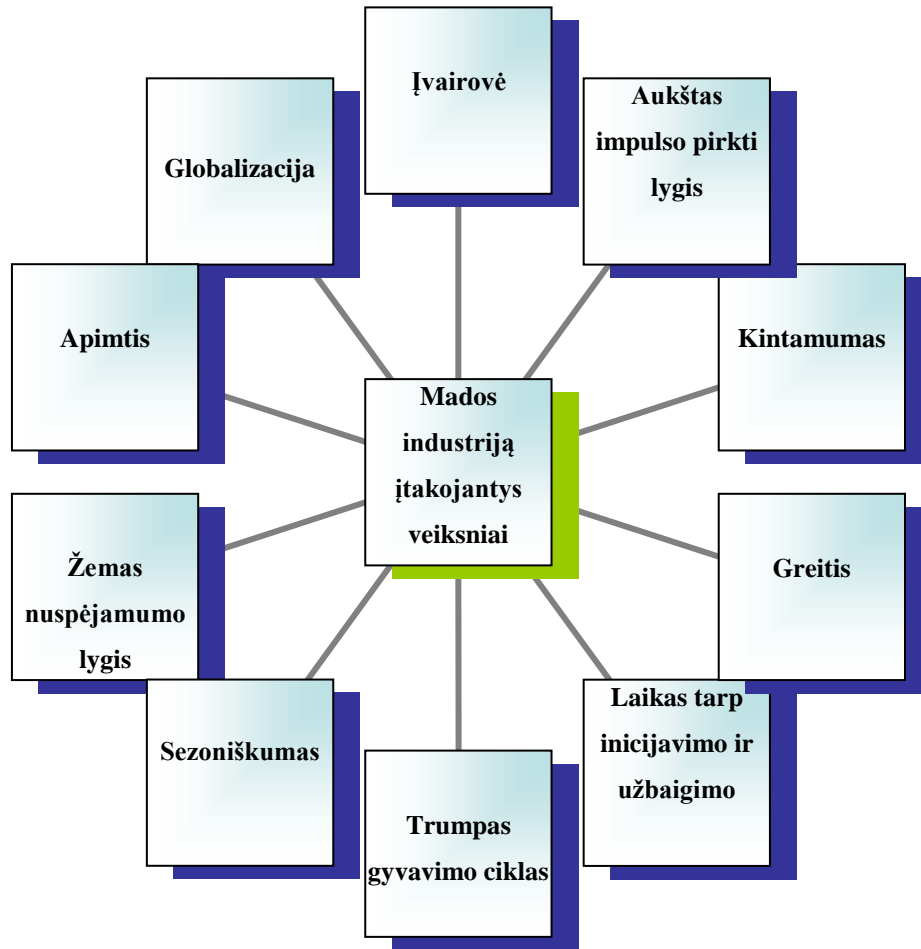 Įvairovė
Aukštas
impulso pirkti
lygis
Kintamumas
Greitis
Laikas tarp
inicijavimo ir
užbaigimo
Trumpas
gyvavimo ciklas
Sezoniškumas
Žemas
nuspėjamumo
lygis
Apimtis
Globalizacija
Mados
industriją
įtakojantys
veiksniai